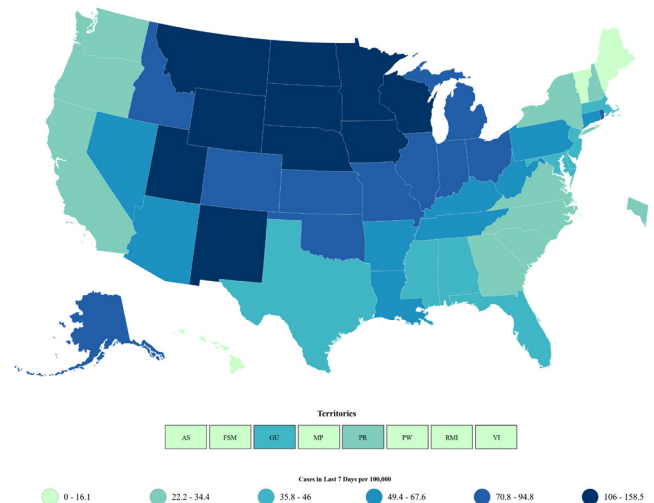 Territories
AS FSM GU MP PR PW RMI VI
Cases in Last 7 Days per 100,000
0 - 16.1 22.2 - 34.4 35.8 - 46 49.4 - 67.6 70.8 - 94.8 106 - 158.5